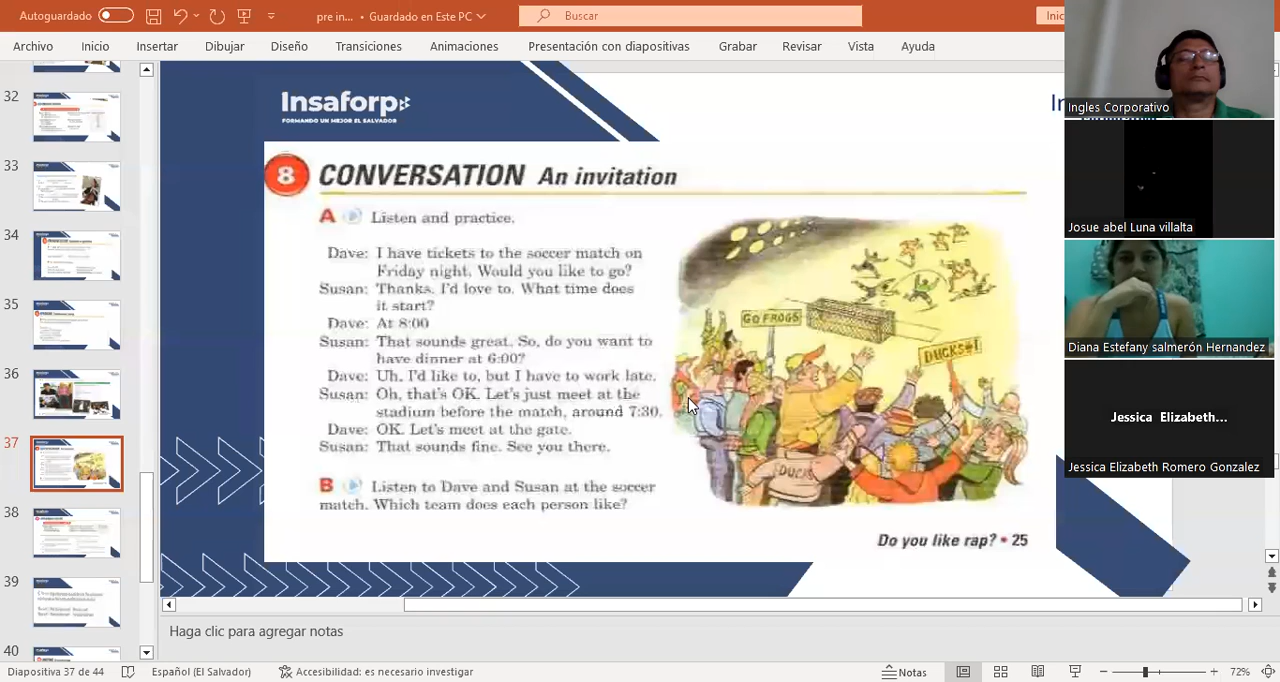 Autoguardado
pre in... • Guardado en Este PC
Buscar
Inic
Archivo Inicio Insertar Dibujar Diseño Transiciones Animaciones Presentación con diapositivas Grabar Revisar Vista Ayuda
32
33
34
35
36
37
38
39
40
Insaforp
FORMANDO UN MEJOR EL SALVADOR
8 CONVERSATION An invitation
A Listen and practice.
Dave: I have tickets to the soccer match on
Friday night. Would you like to go?
Susan: Thanks. I'd love to. What time does
it start?
Dave: At 8:00
Susan: That sounds great. So, do you want to
have dinner at 6:00?
Dave: Uh, I'd like to, but I have to work late.
Susan: Oh, that's OK. Let's just meet at the
stadium before the match, around 7:30.
Dave: OK. Let's meet at the gate.
Susan: That sounds fine. See you there.
B Listen to Dave and Susan at the soccer
match. Which team does each person like?
GO FROGS
DUCKS#1
DUCKS
Do you like rap? • 25
Ingles Corporativo
Josue abel Luna villalta
Diana Estefany salmerón Hernandez
Jessica Elizabeth...
Jessica Elizabeth Romero Gonzalez
Haga clic para agregar notas
Diapositiva 37 de 44
Español (El Salvador)
Accesibilidad: es necesario investigar
Notas
72%